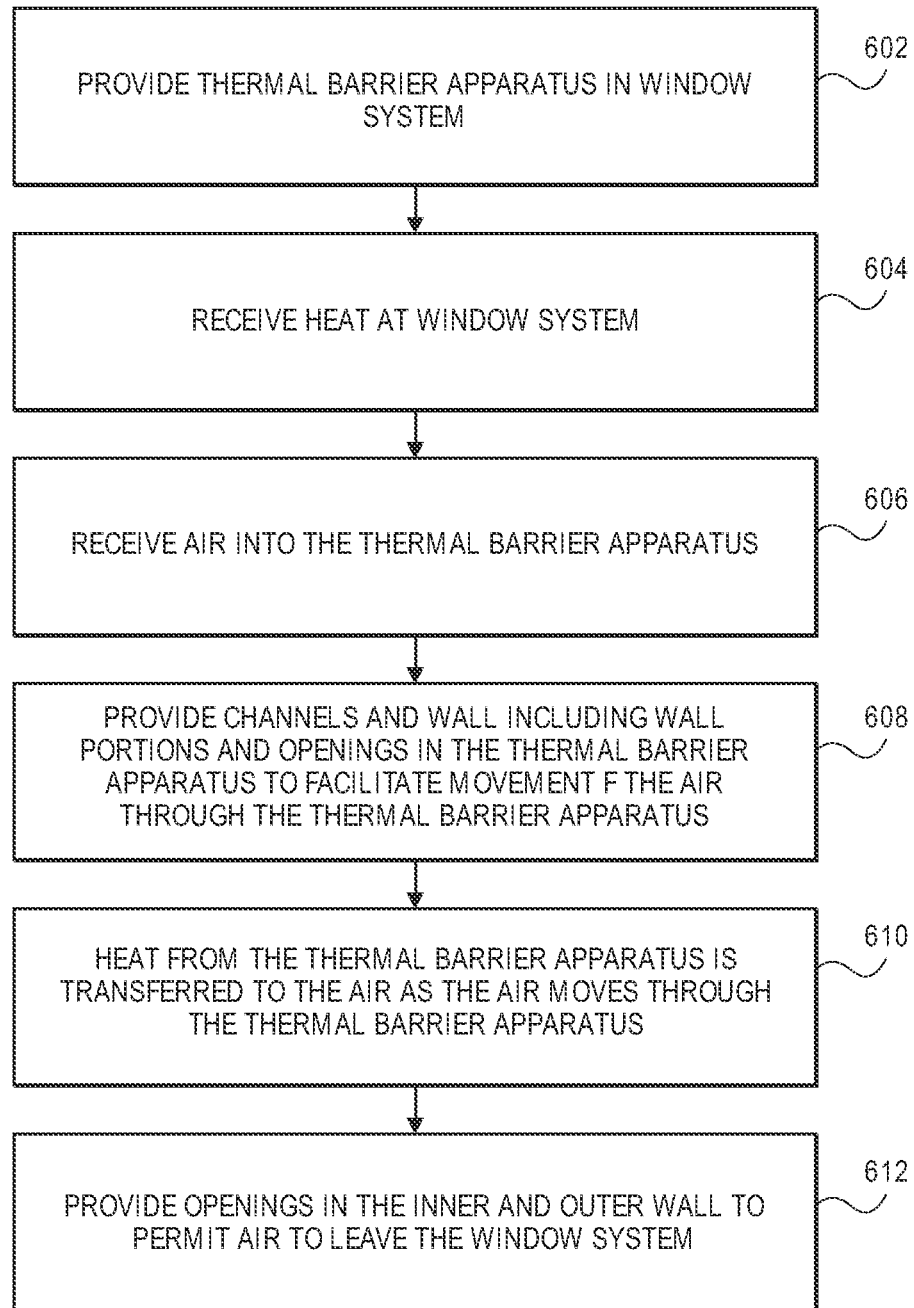 602
PROVIDE THERMAL BARRIER APPARATUS IN WINDOW
SYSTEM
604
RECEIVE HEAT AT WINDOW SYSTEM
606
RECEIVE AIR INTO THE THERMAL BARRIER APPARATUS
608
PROVIDE CHANNELS AND WALL INCLUDING WALL
PORTIONS AND OPENINGS IN THE THERMAL BARRIER
APPARATUS TO FACILITATE MOVEMENT F THE AIR
THROUGH THE THERMAL BARRIER APPARATUS
610
HEAT FROM THE THERMAL BARRIER APPARATUS IS
TRANSFERRED TO THE AIR AS THE AIR MOVES THROUGH
THE THERMAL BARRIER APPARATUS
612
PROVIDE OPENINGS IN THE INNER AND OUTER WALL TO
PERMIT AIR TO LEAVE THE WINDOW SYSTEM